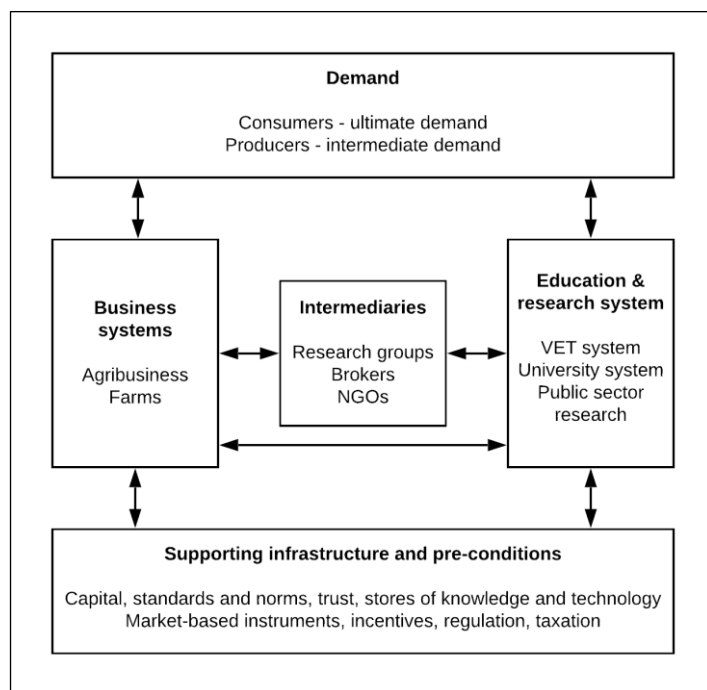 Demand
Consumers - ultimate demand
Producers - intermediate demand
Business
systems
Agribusiness
Farms
Intermediaries
Research groups
Brokers
NGOs
Education &
research system
VET system
University system
Public sector
research
Supporting infrastructure and pre-conditions
Capital, standards and norms, trust, stores of knowledge and technology
Market-based instruments, incentives, regulation, taxation